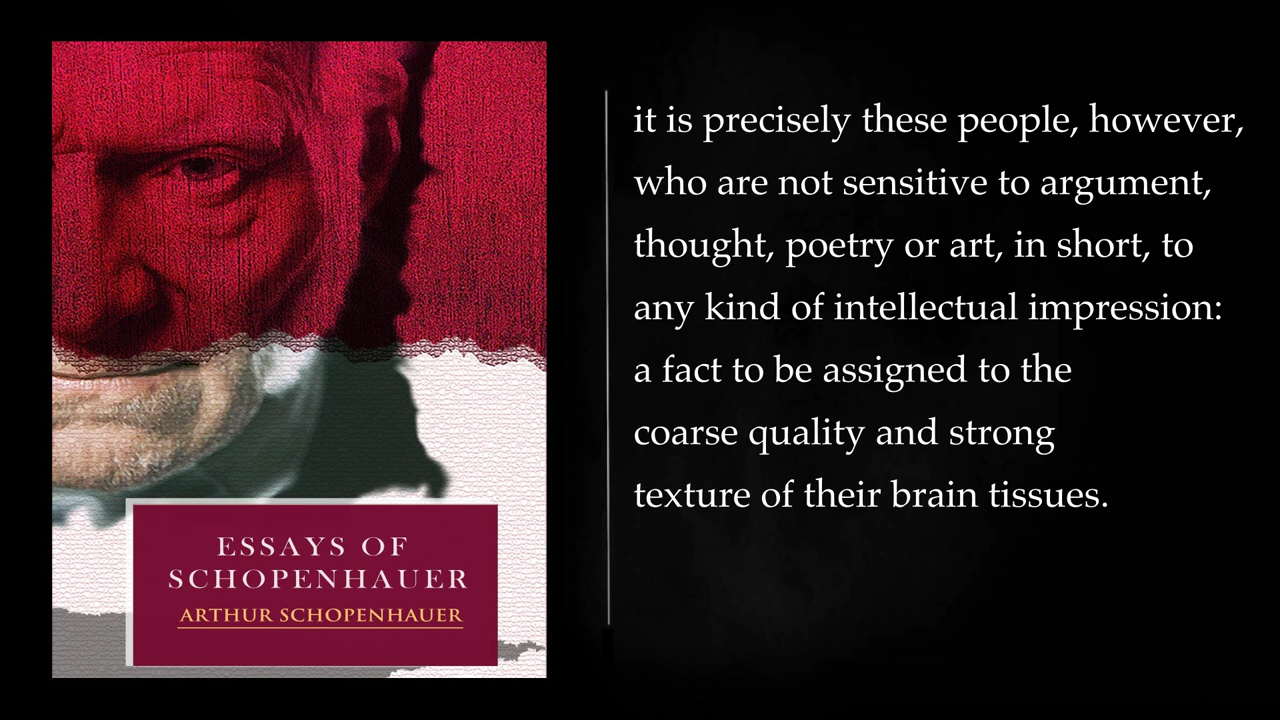 ESSAYS OF
SCHOPENHAUER
ARTHUR SCHOPENHAUER
it is precisely these people, however,
who are not sensitive to argument,
thought, poetry or art, in short, to
any kind of intellectual impression:
a fact to be assigned to the
coarse quality and strong
texture of their brain tissues.